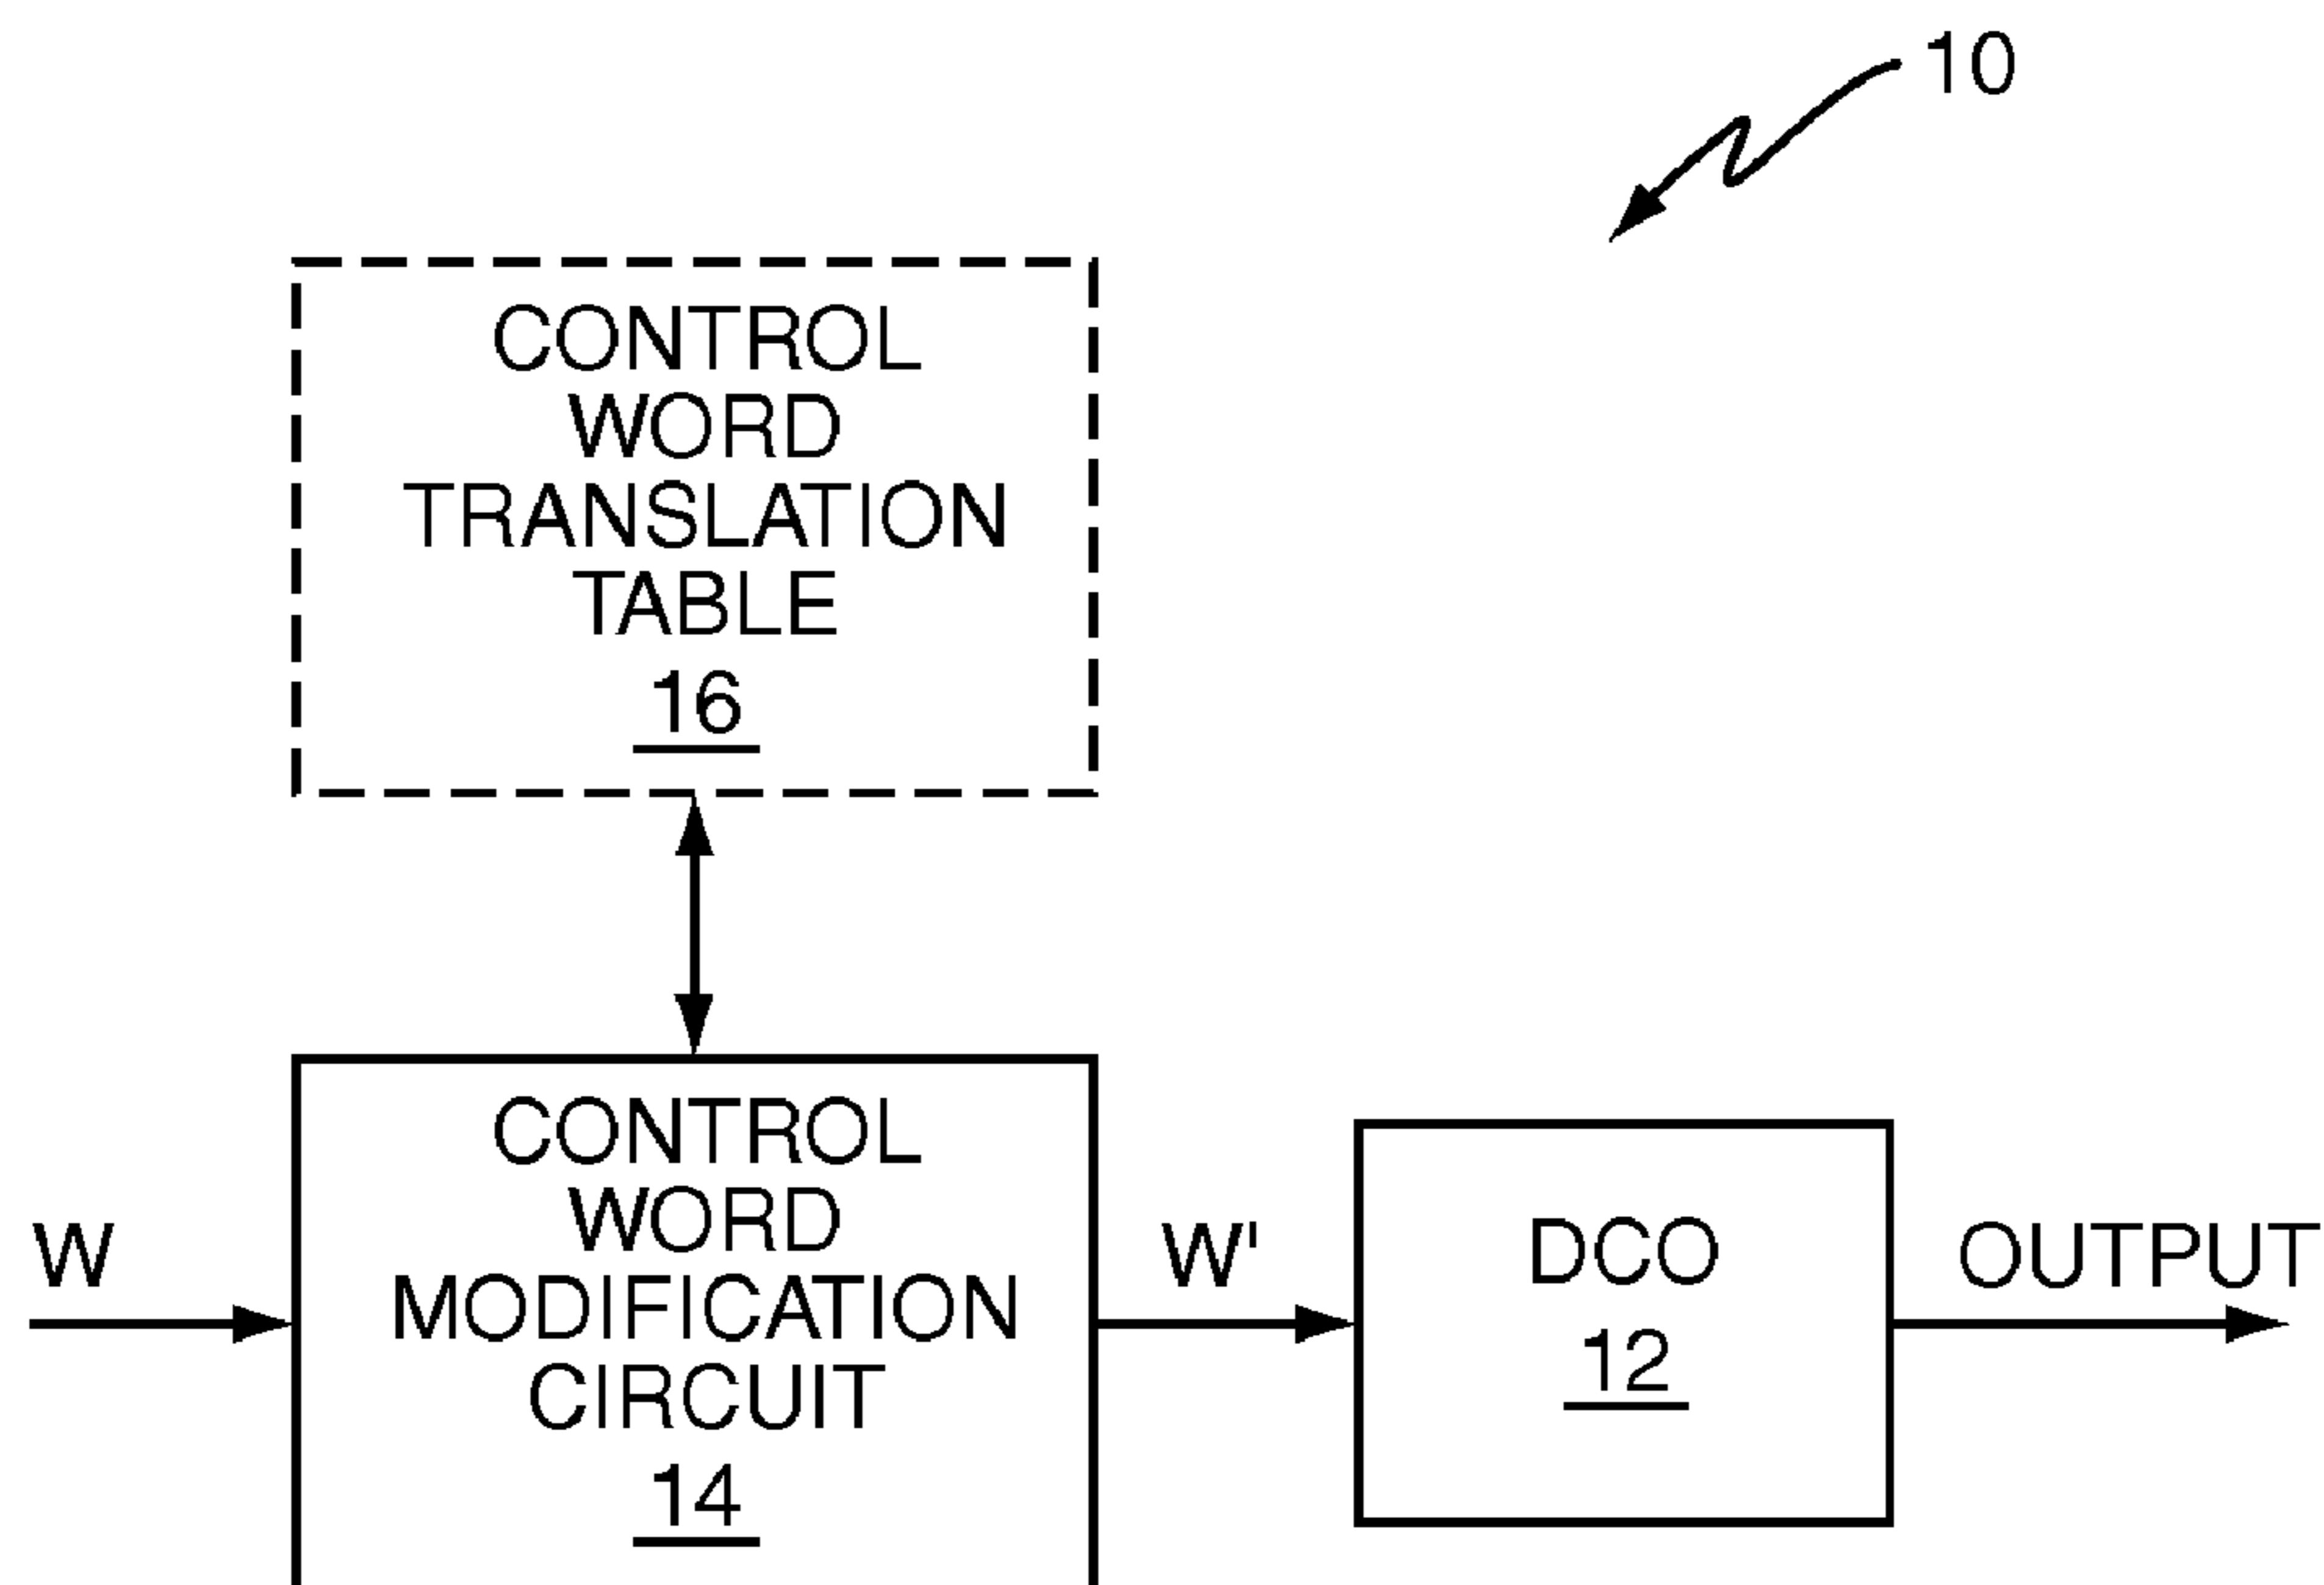 10
CONTROL
WORD
TRANSLATION
TABLE
16
CONTROL
WORD
MODIFICATION
CIRCUIT
14
W
W'
DCO
12
OUTPUT